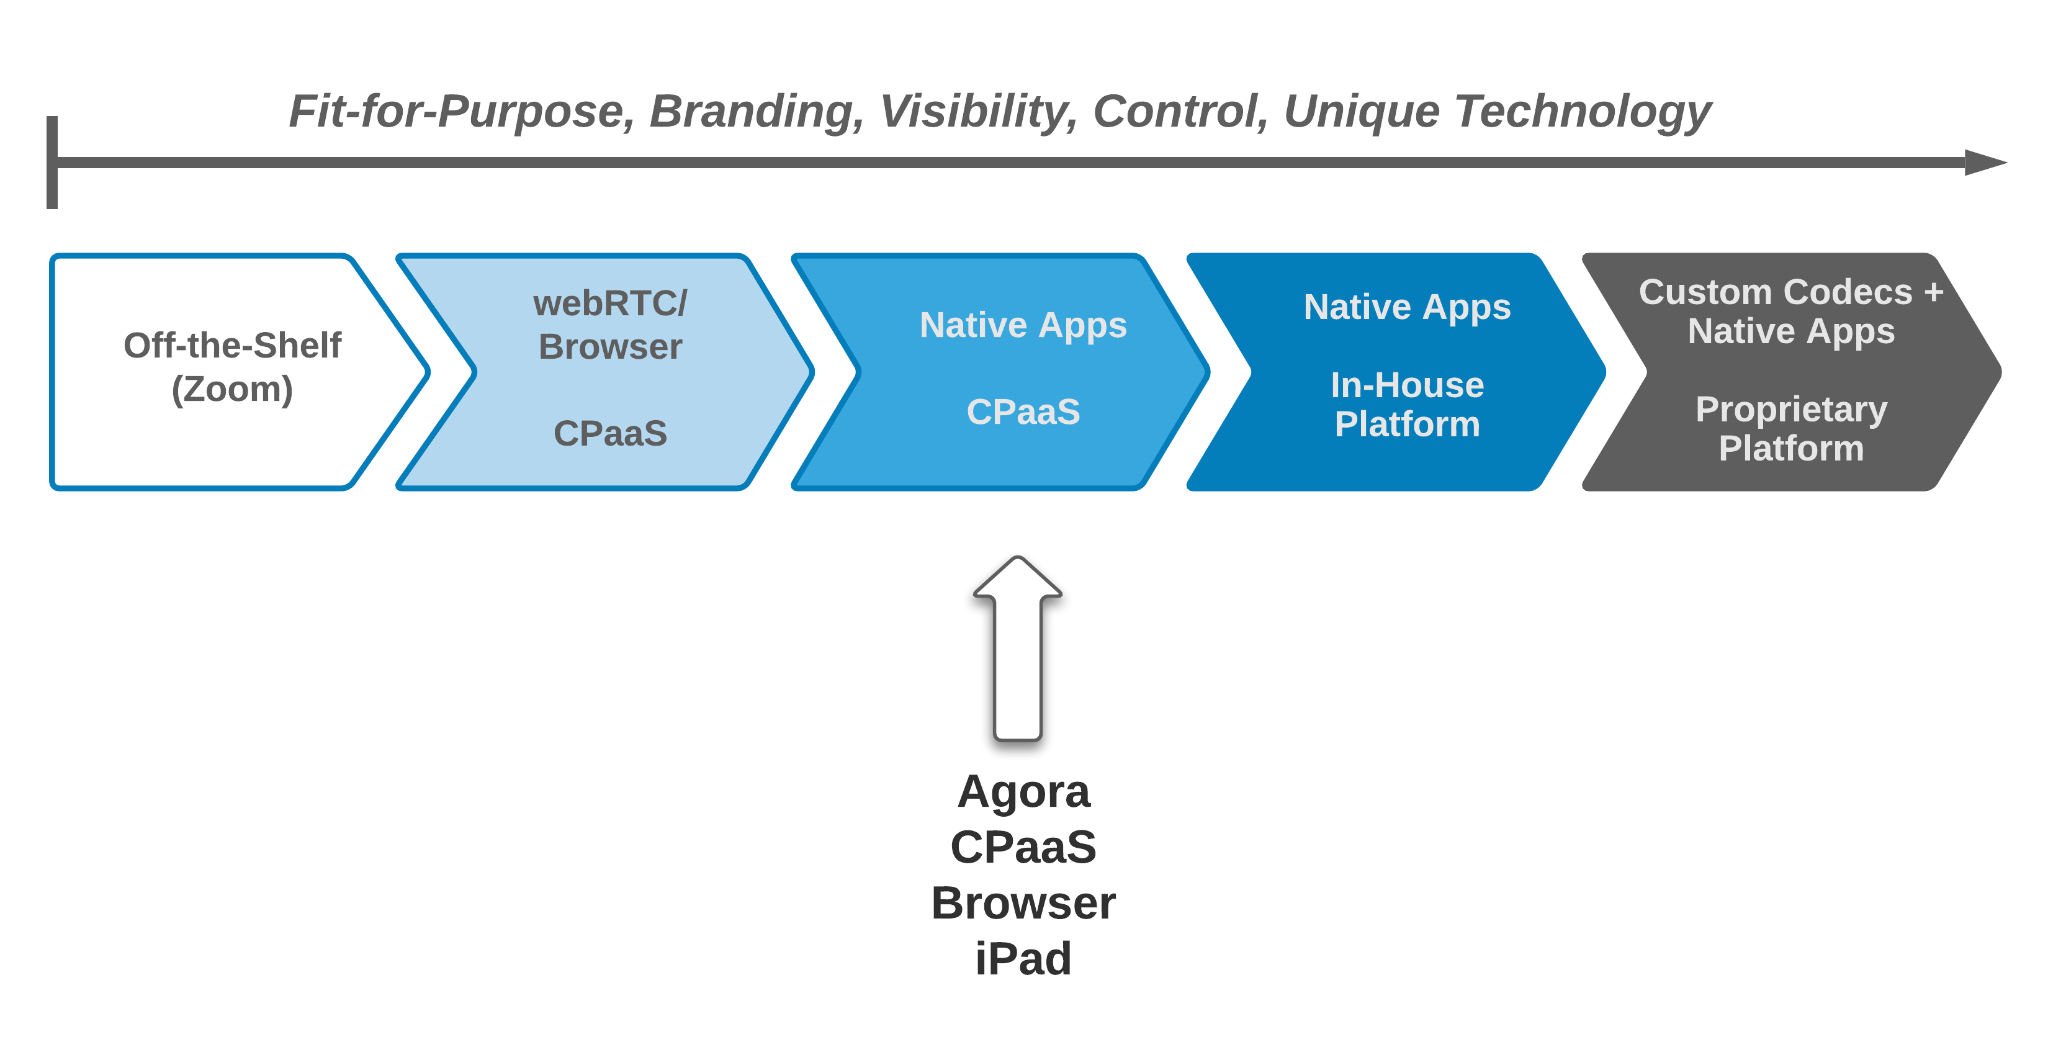 Fit-for-Purpose, Branding, Visibility, Control, Unique Technology
Off-the-Shelf
(Zoom)
webRTC/
Browser
CPaaS
Native Apps
CPaaS
Native Apps
In-House
Platform
Custom Codecs +
Native Apps
Proprietary
Platform
Agora
CPaaS
Browser
iPad